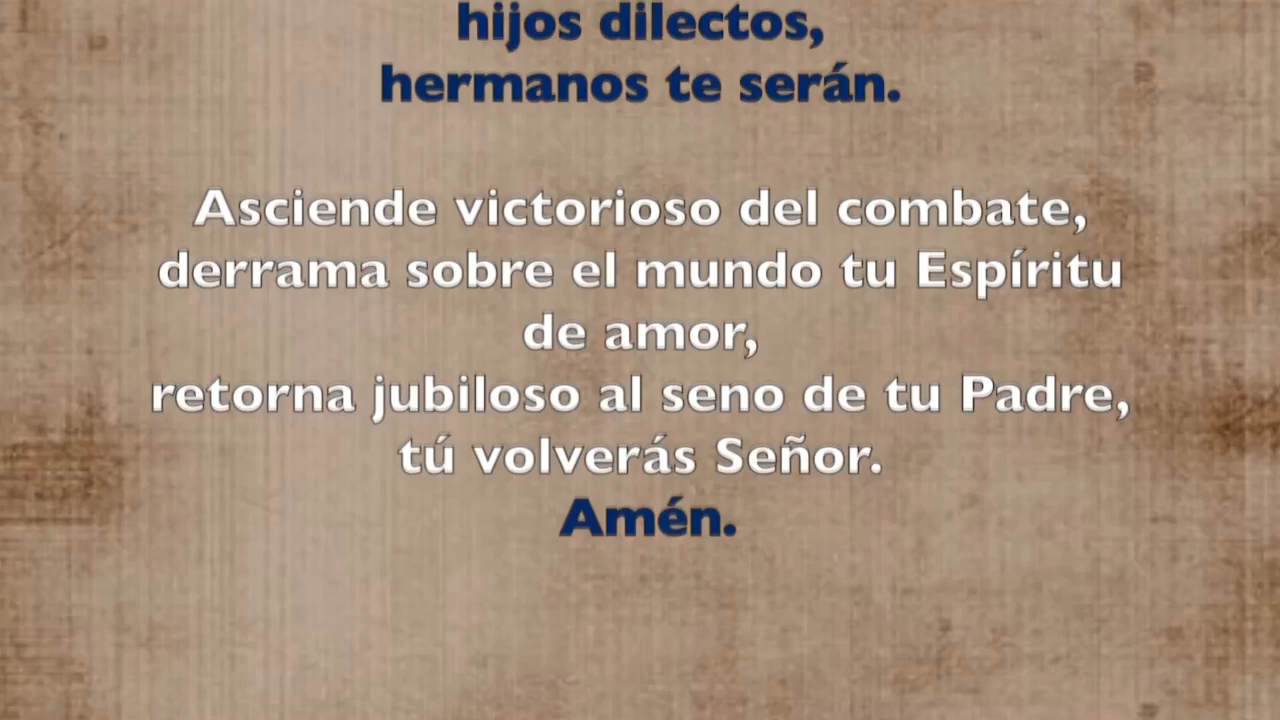 hijos dilectos,
hermanos te serán.
Asciende victorioso del combate,
derrama sobre el mundo tu Espíritu
de amor,
retorna jubiloso al seno de tu Padre,
tú volverás Señor.
Amén.